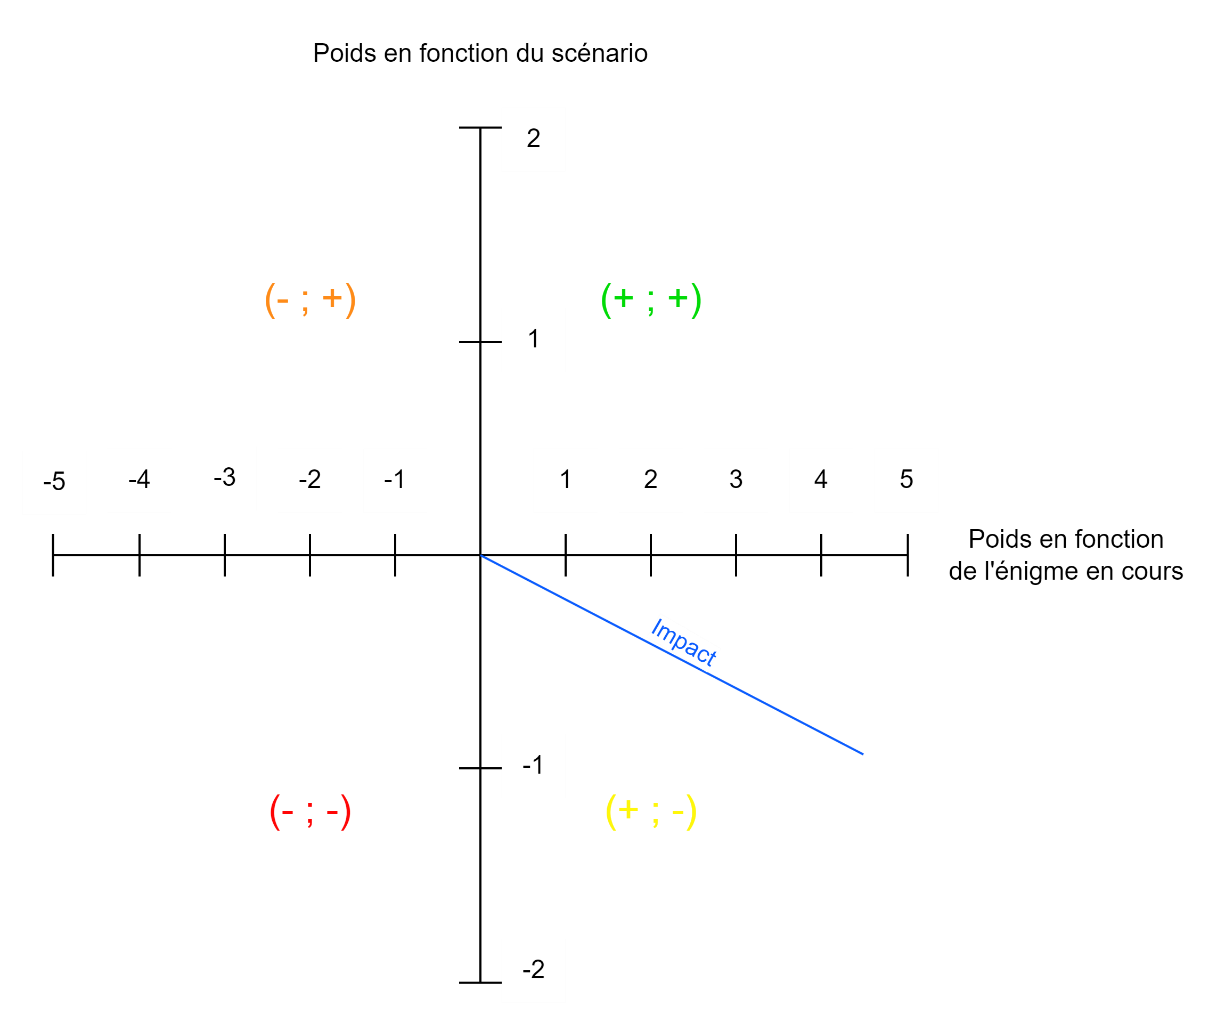 Poids en fonction du scénario
2
(- ; +)
(+ ; +)
1
-5
-4
-3
-2
-1
1
2
3
4
5
Poids en fonction
de l'énigme en cours
Impact
-1
(- ; -)
(+ ; -)
-2